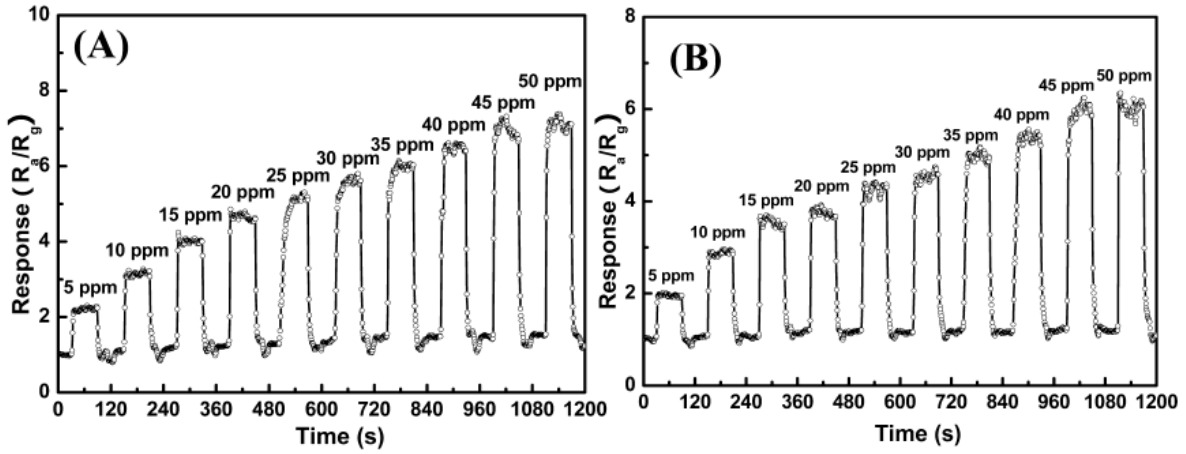 (A)
Response ( Ra/Rg )
10
8
6
4
2
0
5 ppm
10 ppm
15 ppm
20 ppm
25 ppm
30 ppm
35 ppm
40 ppm
45 ppm
50 ppm
0 120 240 360 480 600 720 840 960 1080 1200
Time (s)
(B)
Response ( Ra/Rg )
8
6
4
2
0
5 ppm
10 ppm
15 ppm
20 ppm
25 ppm
30 ppm
35 ppm
40 ppm
45 ppm
50 ppm
0 120 240 360 480 600 720 840 960 1080 1200
Time (s)